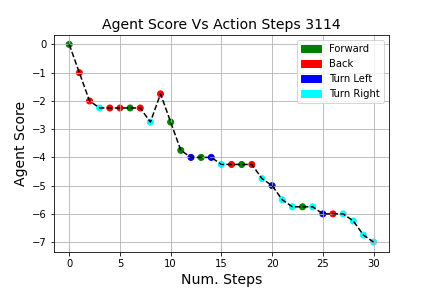 Agent Score Vs Action Steps 3114
Forward
Back
Turn Left
Turn Right
Agent Score
0
−1
−2
−3
−4
−5
−6
−7
0 5 10 15 20 25 30
Num. Steps